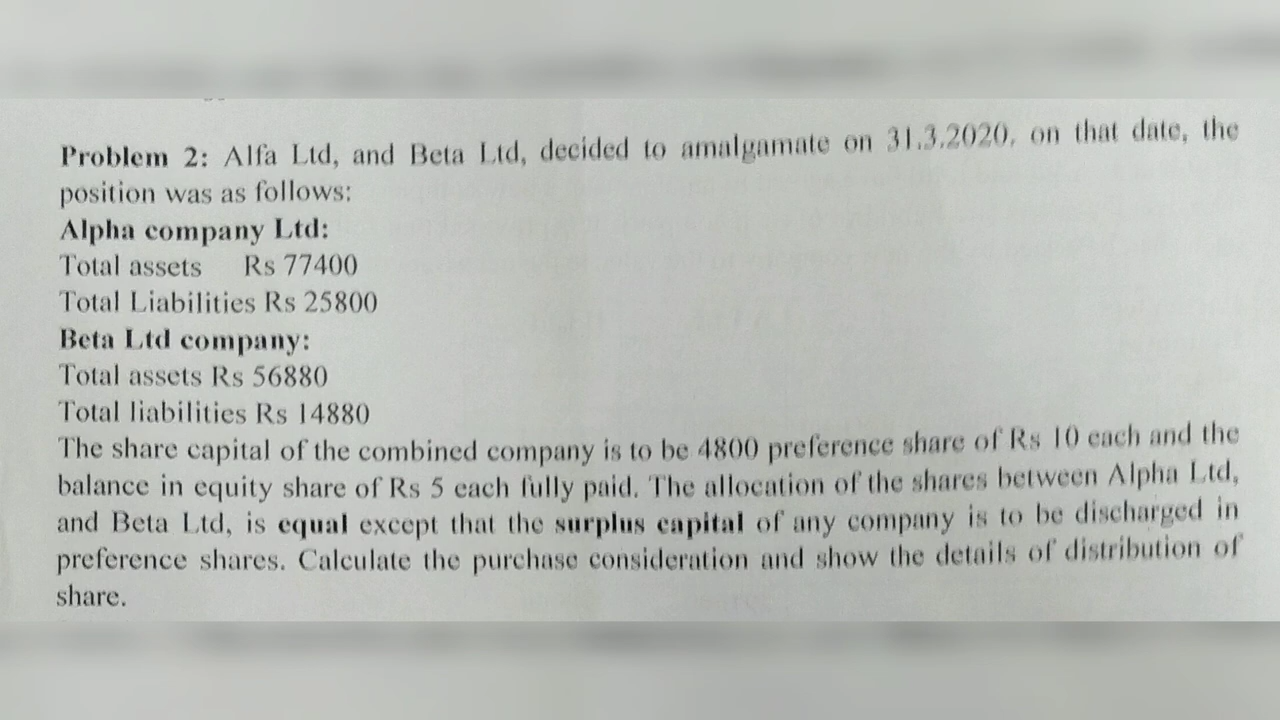 Problem 2: Alfa Ltd, and Beta Ltd, decided to amalgamate on 31.3.2020, on that date, the
position was as follows:
Alpha company Ltd:
Total assets Rs 77400
Total Liabilities Rs 25800
Beta Ltd company:
Total assets Rs 56880
Total liabilities Rs 14880
The share capital of the combined company is to be 4800 preference share of Rs 10 each and the
balance in equity share of Rs 5 each fully paid. The allocation of the shares between Alpha Ltd,
and Beta Ltd, is equal except that the surplus capital of any company is to be discharged in
preference shares. Calculate the purchase consideration and show the details of distribution of
share.